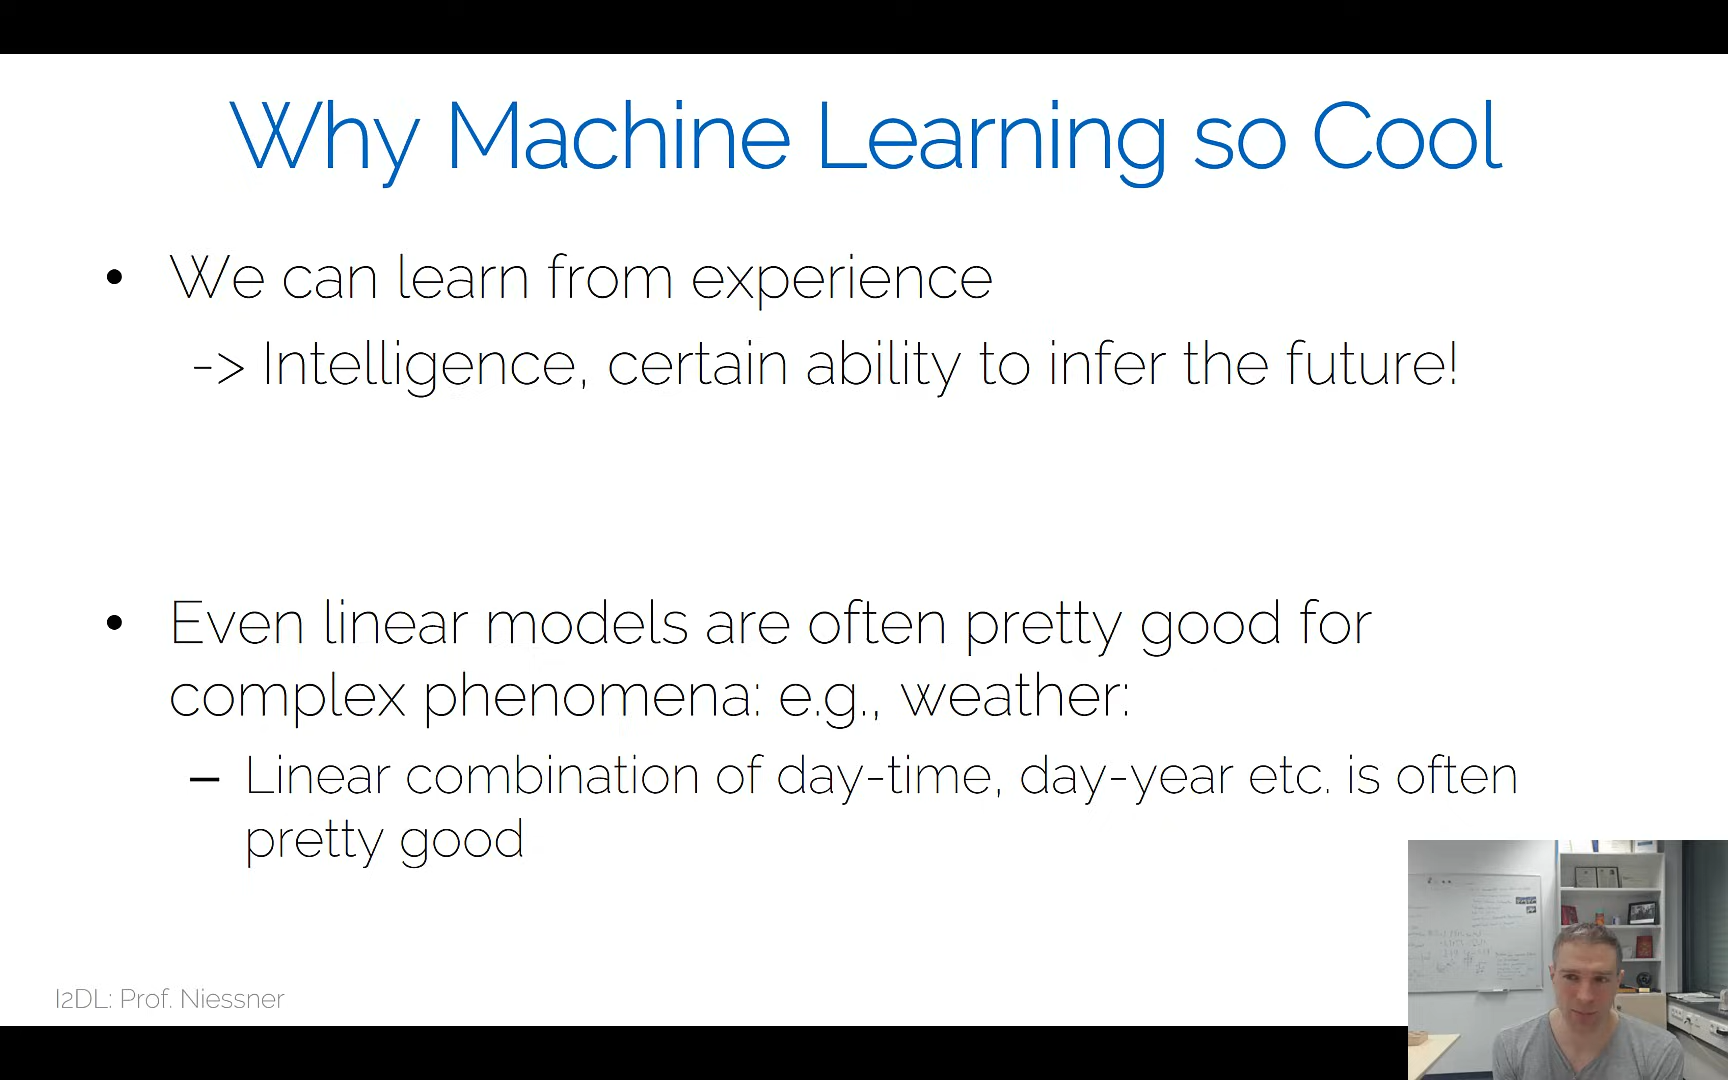 Why Machine Learning so Cool
• We can learn from experience
-> Intelligence, certain ability to infer the future!
• Even linear models are often pretty good for
complex phenomena: e.g., weather:
– Linear combination of day-time, day-year etc. is often
pretty good
I2DL: Prof. Niessner